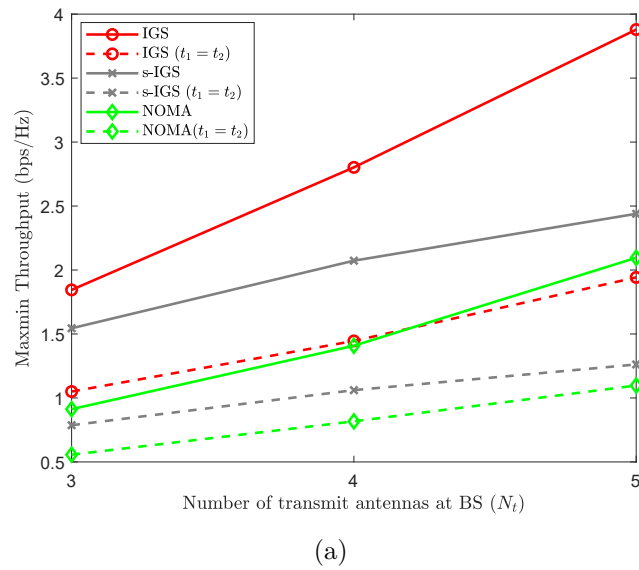 IGS
IGS (t₁ = t₂)
s-IGS
s-IGS (t₁ = t₂)
NOMA
NOMA(t₁ = t₂)
Maxmin Throughput (bps/Hz)
4
3.5
3
2.5
2
1.5
1
0.5
3 4 5
Number of transmit antennas at BS (Nₜ)
(a)